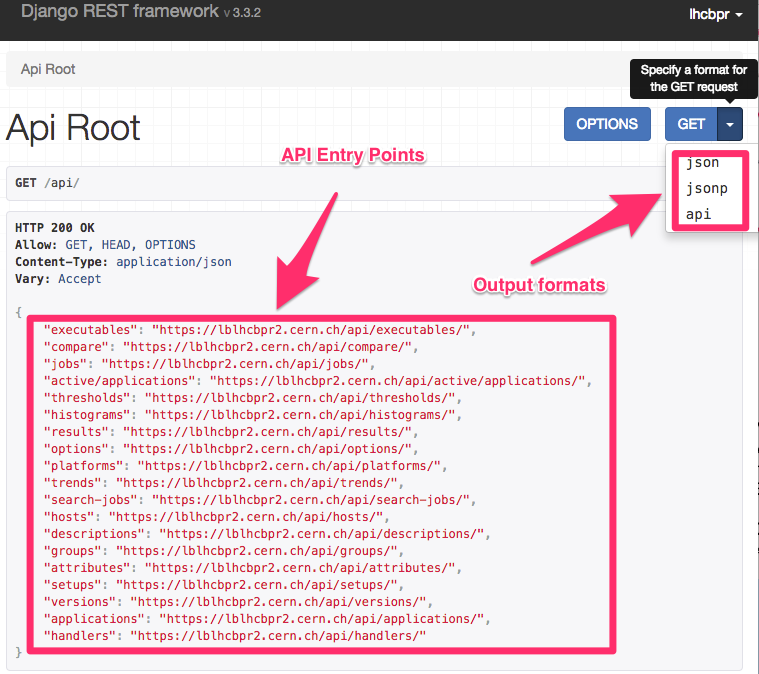 Django REST framework v 3.3.2
lhcbpr
Api Root
Specify a format for
the GET request
Api Root
OPTIONS
GET
API Entry Points
json
jsonp
api
GET /api/
HTTP 200 OK
Allow: GET, HEAD, OPTIONS
Content-Type: application/json
Vary: Accept
Output formats
{
"executables": "https://lblhcbpr2.cern.ch/api/executables/",
"compare": "https://lblhcbpr2.cern.ch/api/compare/",
"jobs": "https://lblhcbpr2.cern.ch/api/jobs/",
"active/applications": "https://lblhcbpr2.cern.ch/api/active/applications/",
"thresholds": "https://lblhcbpr2.cern.ch/api/thresholds/",
"histograms": "https://lblhcbpr2.cern.ch/api/histograms/",
"results": "https://lblhcbpr2.cern.ch/api/results/",
"options": "https://lblhcbpr2.cern.ch/api/options/",
"platforms": "https://lblhcbpr2.cern.ch/api/platforms/",
"trends": "https://lblhcbpr2.cern.ch/api/trends/",
"search-jobs": "https://lblhcbpr2.cern.ch/api/search-jobs/",
"hosts": "https://lblhcbpr2.cern.ch/api/hosts/",
"descriptions": "https://lblhcbpr2.cern.ch/api/descriptions/",
"groups": "https://lblhcbpr2.cern.ch/api/groups/",
"attributes": "https://lblhcbpr2.cern.ch/api/attributes/",
"setups": "https://lblhcbpr2.cern.ch/api/setups/",
"versions": "https://lblhcbpr2.cern.ch/api/versions/",
"applications": "https://lblhcbpr2.cern.ch/api/applications/",
"handlers": "https://lblhcbpr2.cern.ch/api/handlers/"
}